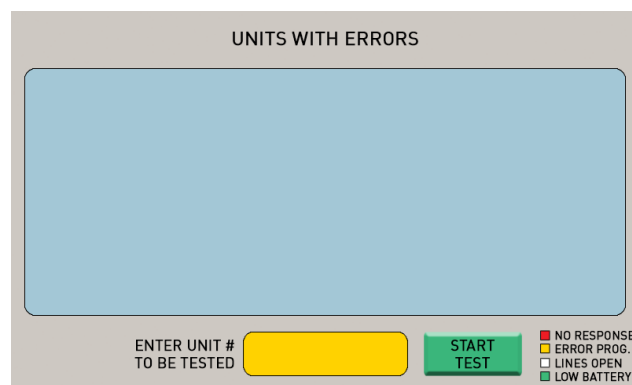 UNITS WITH ERRORS
ENTER UNIT #
TO BE TESTED
START
TEST
NO RESPONSE
ERROR PROG.
LINES OPEN
LOW BATTERY